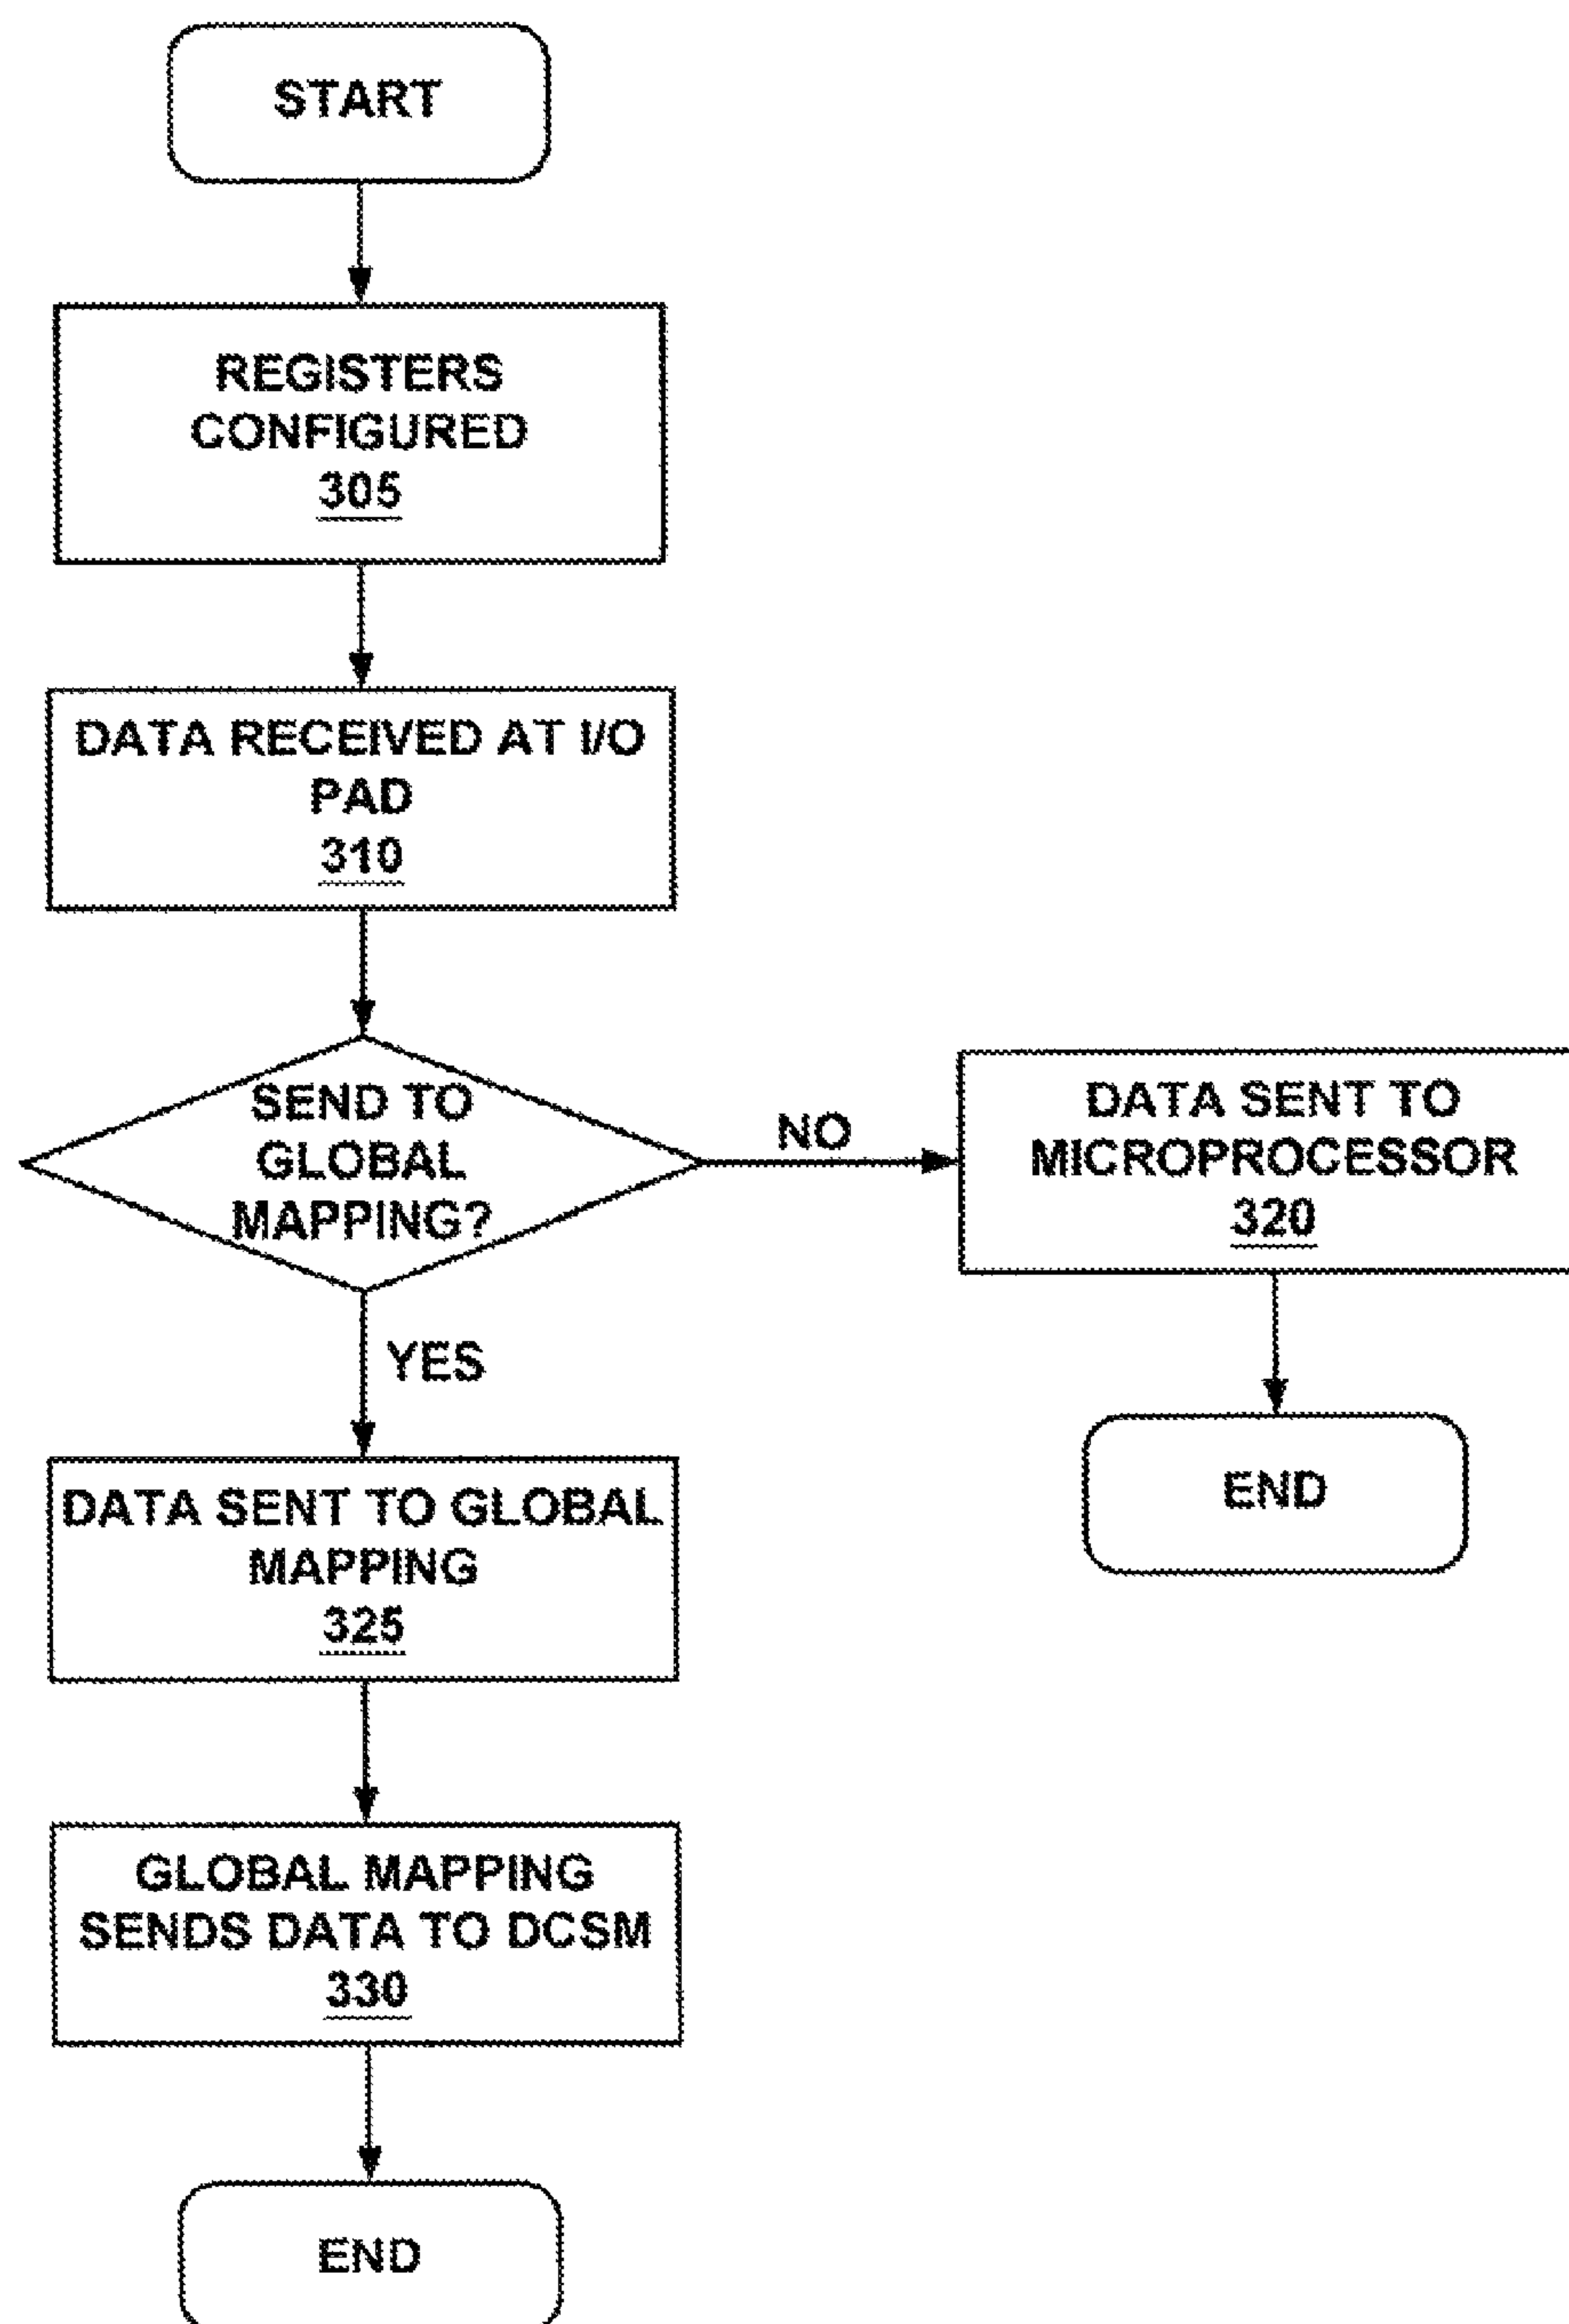 START
REGISTERS
CONFIGURED
305
DATA RECEIVED AT I/O
PAD
310
SEND TO
GLOBAL
MAPPING?
NO
DATA SENT TO
MICROPROCESSOR
320
END
YES
DATA SENT TO GLOBAL
MAPPING
325
GLOBAL MAPPING
SENDS DATA TO DCSM
330
END